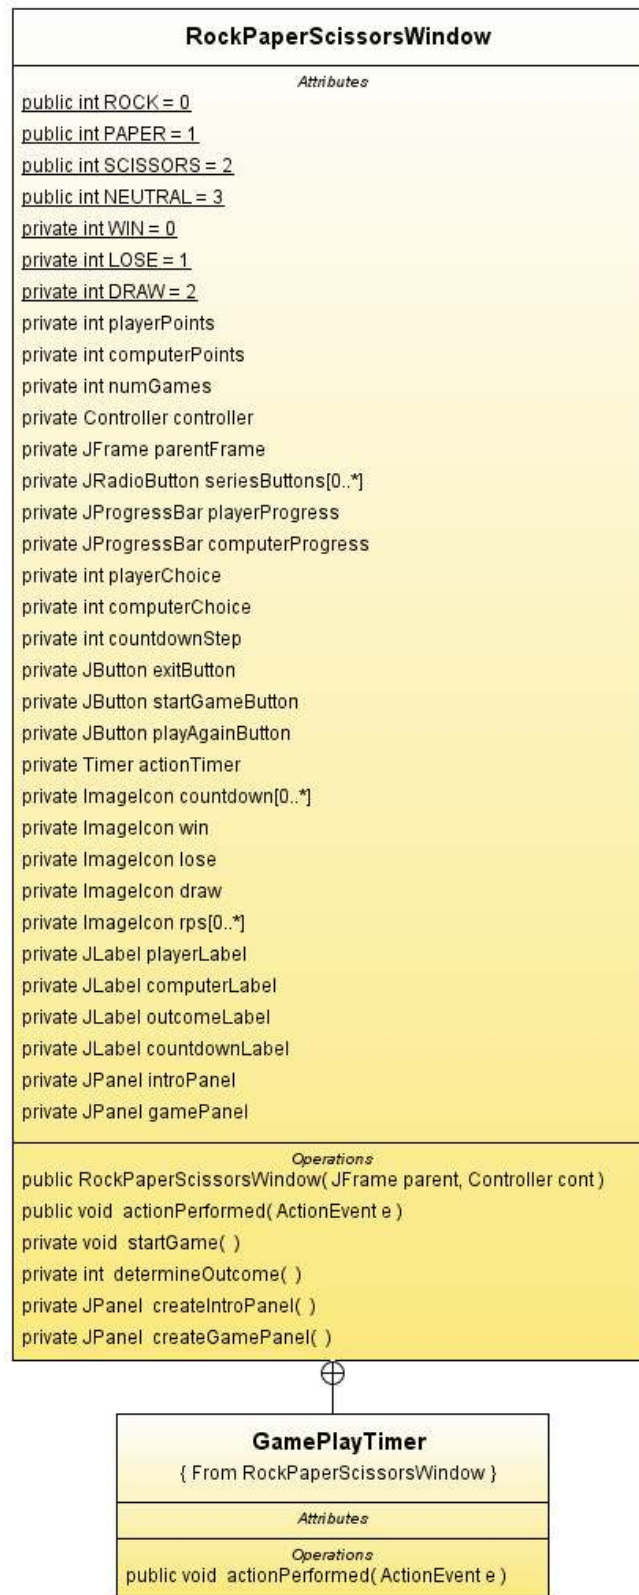 RockPaperScissorsWindow
Attributes
public int ROCK = 0
public int PAPER = 1
public int SCISSORS = 2
public int NEUTRAL = 3
private int WIN = 0
private int LOSE = 1
private int DRAW = 2
private int playerPoints
private int computerPoints
private int numGames
private Controller controller
private JFrame parentFrame
private JRadioButton seriesButtons[0..*]
private JProgressBar playerProgress
private JProgressBar computerProgress
private int playerChoice
private int computerChoice
private int countdownStep
private JButton exitButton
private JButton startGameButton
private JButton playAgainButton
private Timer actionTimer
private ImageIcon countdown[0..*]
private ImageIcon win
private ImageIcon lose
private ImageIcon draw
private ImageIcon rps[0..*]
private JLabel playerLabel
private JLabel computerLabel
private JLabel outcomeLabel
private JLabel countdownLabel
private JPanel introPanel
private JPanel gamePanel
Operations
public RockPaperScissorsWindow( JFrame parent, Controller cont )
public void actionPerformed( ActionEvent e )
private void startGame( )
private int determineOutcome( )
private JPanel createIntroPanel( )
private JPanel createGamePanel( )
GamePlayTimer
{ From RockPaperScissorsWindow }
Attributes
Operations
public void actionPerformed( ActionEvent e )